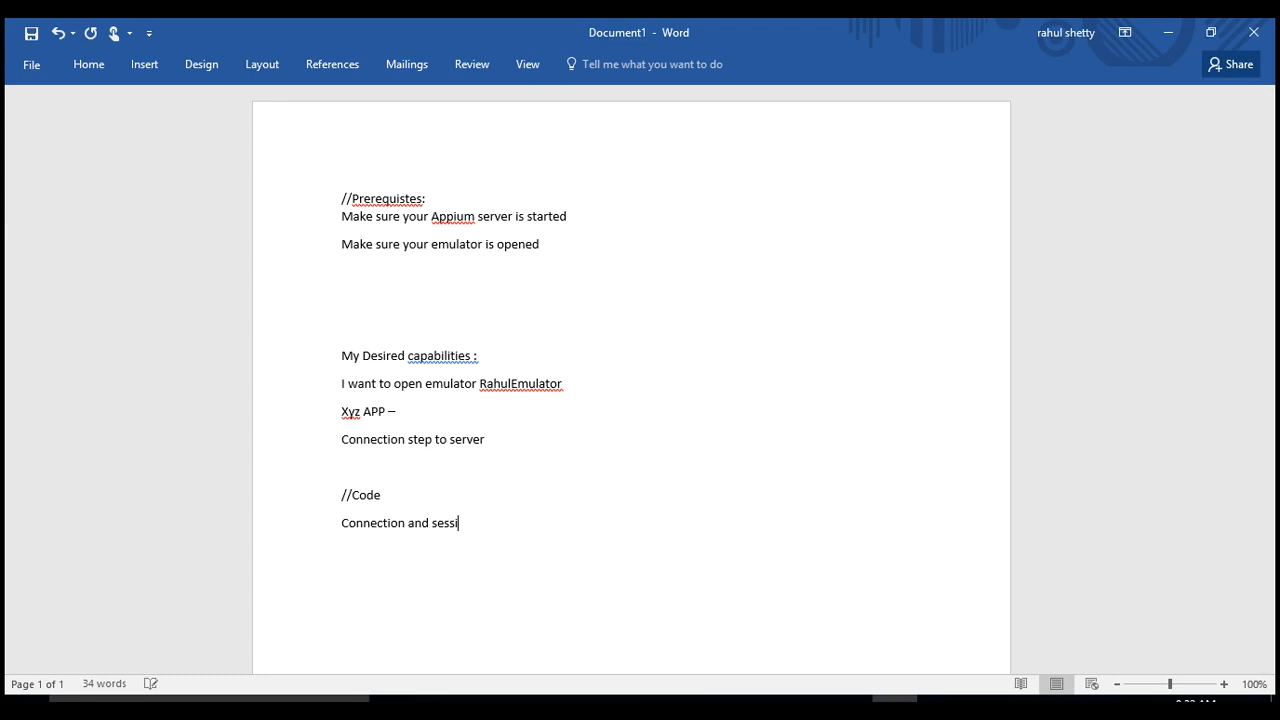 Document1 - Word
rahul shetty
File Home Insert Design Layout References Mailings Review View Tell me what you want to do Share
//Prerequistes:
Make sure your Appium server is started
Make sure your emulator is opened
My Desired capabilities :
I want to open emulator RahulEmulator
Xyz APP –
Connection step to server
//Code
Connection and sessi
Page 1 of 1 34 words 100%